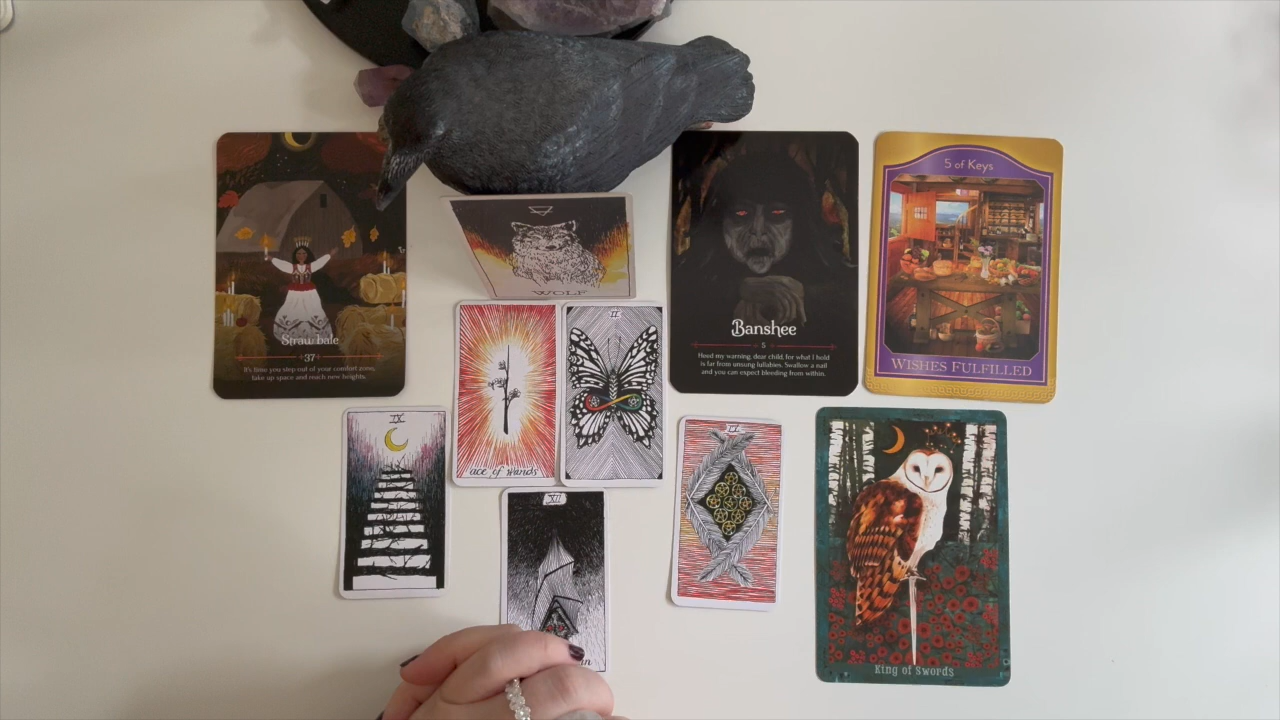 Straw bale
37
It's time you step out of your comfort zone,
take up space and reach new heights.
WOLF
Banshee
5
Heed my warning, dear child, for what I hold
is far from unsung lullabies. Swallow a nail
and you can expect bleeding from within.
5 of Keys
WISHES FULFILLED
ace of wands
II
IX
XII
VI
King of Swords